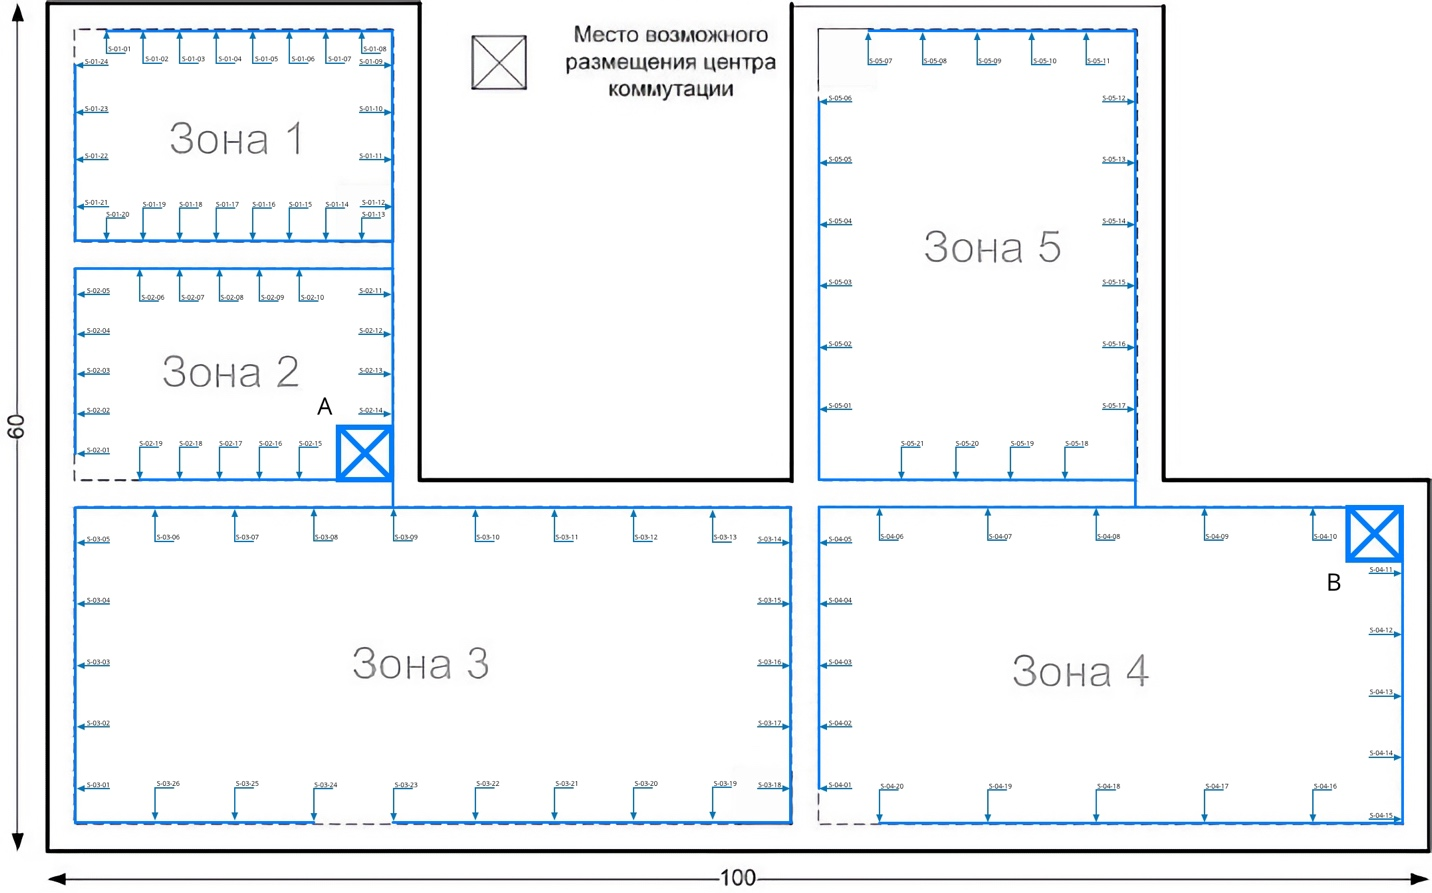 Место возможного
размещения центра
коммутации
S-01-01
S-01-02
S-01-03
S-01-04
S-01-05
S-01-06
S-01-07
S-01-08
S-01-24
S-01-09
S-01-23
S-01-10
Зона 1
S-01-22
S-01-11
S-01-21
S-01-12
S-01-20
S-01-19
S-01-18
S-01-17
S-01-16
S-01-15
S-01-14
S-01-13
S-02-05
S-02-06
S-02-07
S-02-08
S-02-09
S-02-10
S-02-11
S-02-04
S-02-12
Зона 2
S-02-03
S-02-13
A
S-02-02
S-02-14
S-02-01
S-02-19
S-02-18
S-02-17
S-02-16
S-02-15
S-05-07
S-05-08
S-05-09
S-05-10
S-05-11
S-05-06
S-05-12
S-05-05
S-05-13
S-05-04
S-05-14
Зона 5
S-05-03
S-05-15
S-05-02
S-05-16
S-05-01
S-05-17
S-05-21
S-05-20
S-05-19
S-05-18
60
S-03-05
S-03-06
S-03-07
S-03-08
S-03-09
S-03-10
S-03-11
S-03-12
S-03-13
S-03-14
S-03-04
S-03-15
Зона 3
S-03-03
S-03-16
S-03-02
S-03-17
S-03-01
S-03-26
S-03-25
S-03-24
S-03-23
S-03-22
S-03-21
S-03-20
S-03-19
S-03-18
S-04-05
S-04-06
S-04-07
S-04-08
S-04-09
S-04-10
S-04-11
B
S-04-04
S-04-12
Зона 4
S-04-03
S-04-13
S-04-02
S-04-14
S-04-01
S-04-20
S-04-19
S-04-18
S-04-17
S-04-16
S-04-15
100